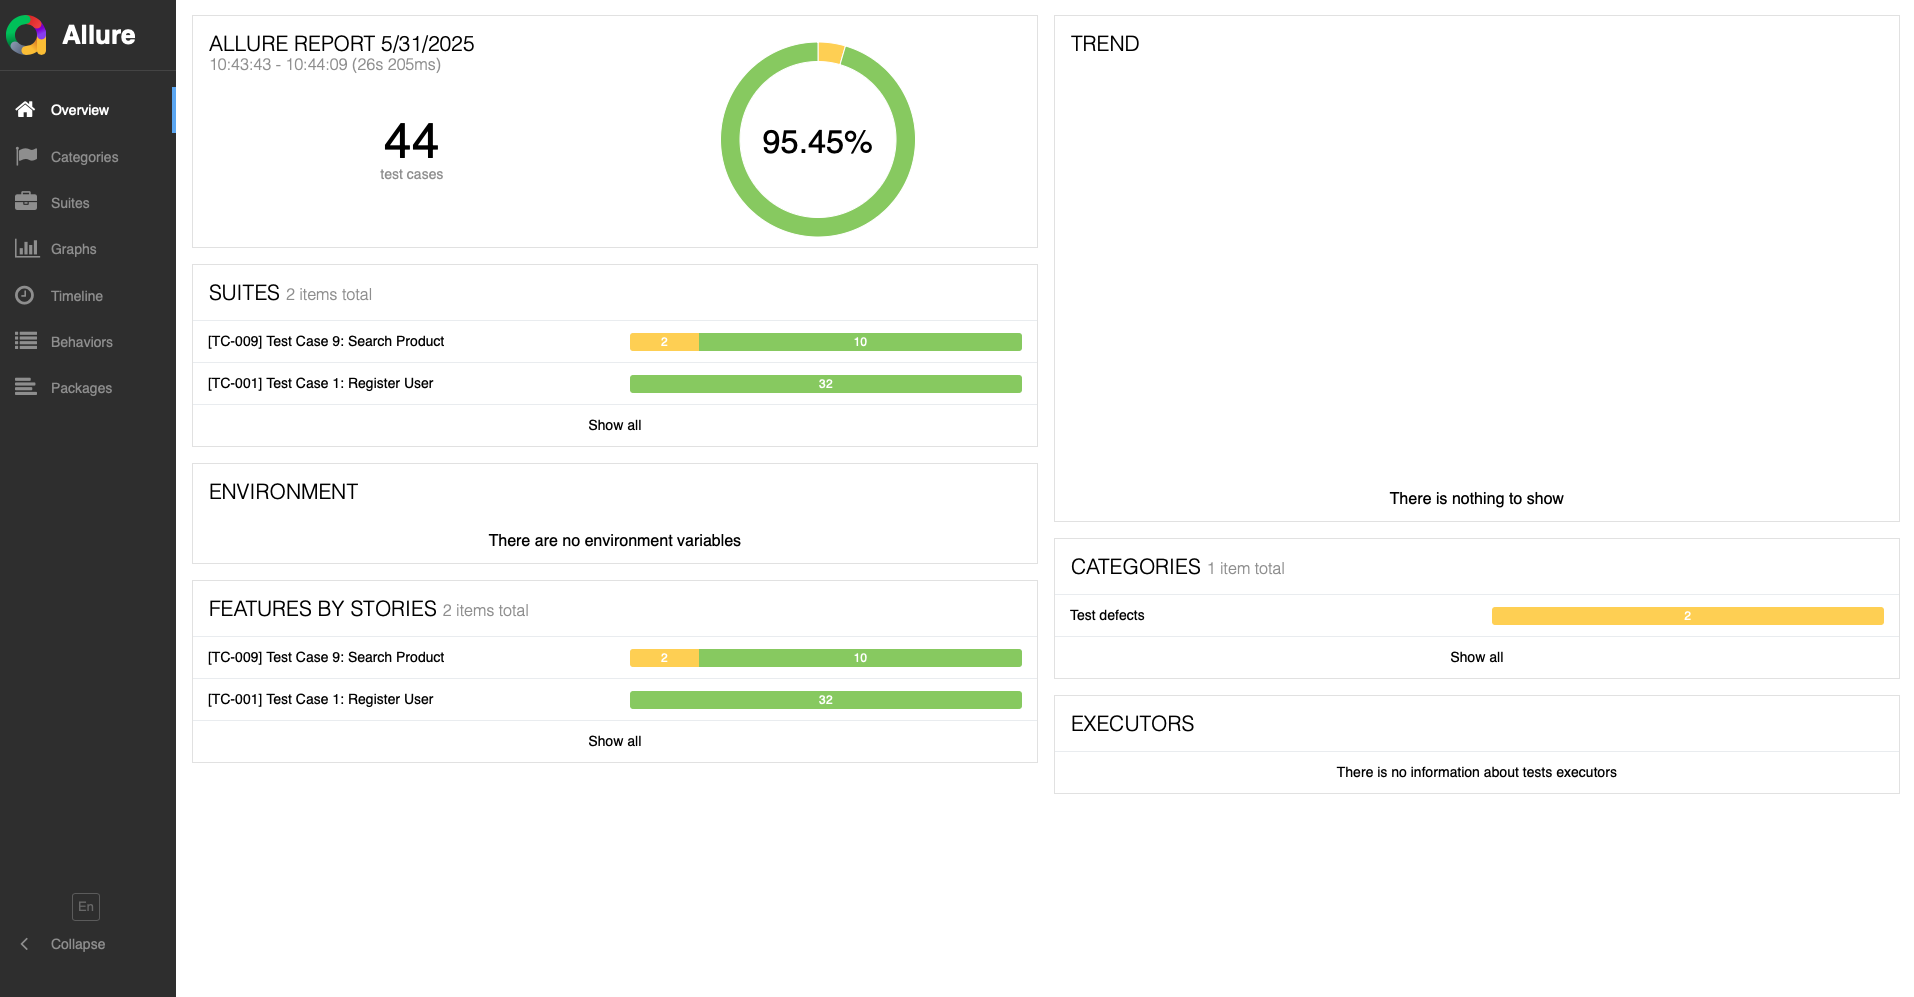 Allure
Overview
Categories
Suites
Graphs
Timeline
Behaviors
Packages
En
Collapse
ALLURE REPORT 5/31/2025
10:43:43 - 10:44:09 (26s 205ms)
44
test cases
95.45%
SUITES 2 items total
[TC-009] Test Case 9: Search Product 2 10
[TC-001] Test Case 1: Register User 32
Show all
ENVIRONMENT
There are no environment variables
FEATURES BY STORIES 2 items total
[TC-009] Test Case 9: Search Product 2 10
[TC-001] Test Case 1: Register User 32
Show all
TREND
There is nothing to show
CATEGORIES 1 item total
Test defects 2
Show all
EXECUTORS
There is no information about tests executors